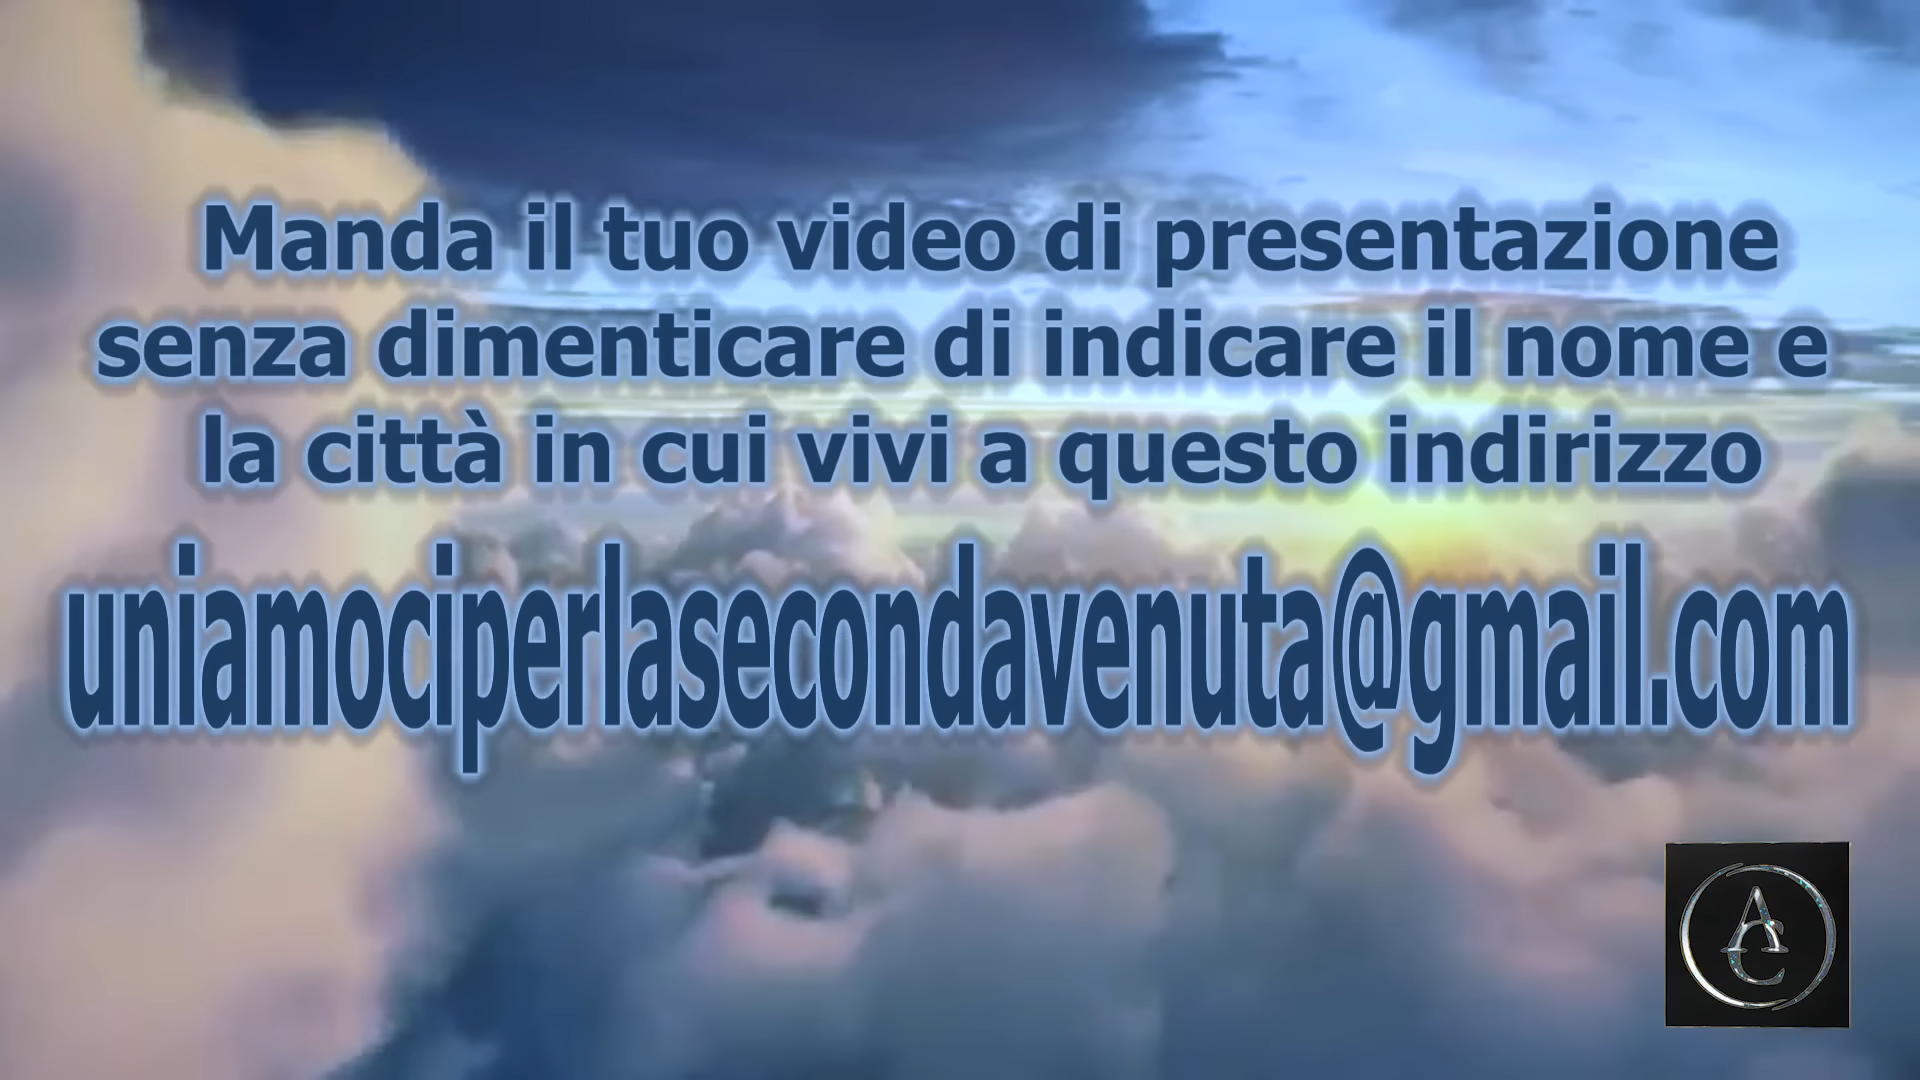 Manda il tuo video di presentazione
senza dimenticare di indicare il nome e
la città in cui vivi a questo indirizzo
uniamociperlasecondavenuta@gmail.com
AC